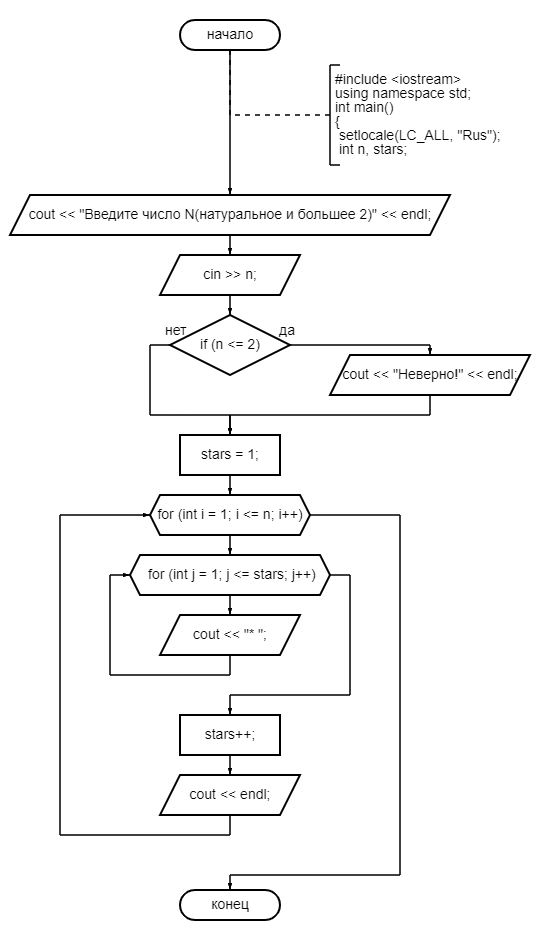 начало
#include <iostream>
using namespace std;
int main()
{
setlocale(LC_ALL, "Rus");
int n, stars;
cout << "Введите число N(натуральное и большее 2)" << endl;
cin >> n;
нет
да
if (n <= 2)
cout << "Неверно!" << endl;
stars = 1;
for (int i = 1; i <= n; i++)
for (int j = 1; j <= stars; j++)
cout << "* ";
stars++;
cout << endl;
конец